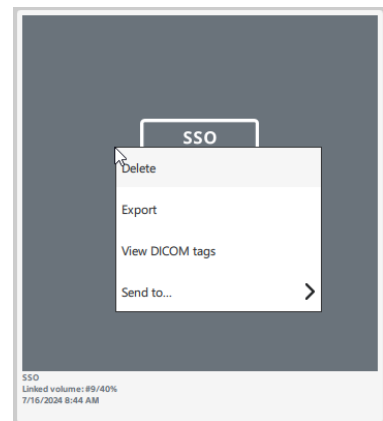 SSO
Delete
Export
View DICOM tags
Send to...
SSO
Linked volume: #9/40%
7/16/2024 8:44 AM